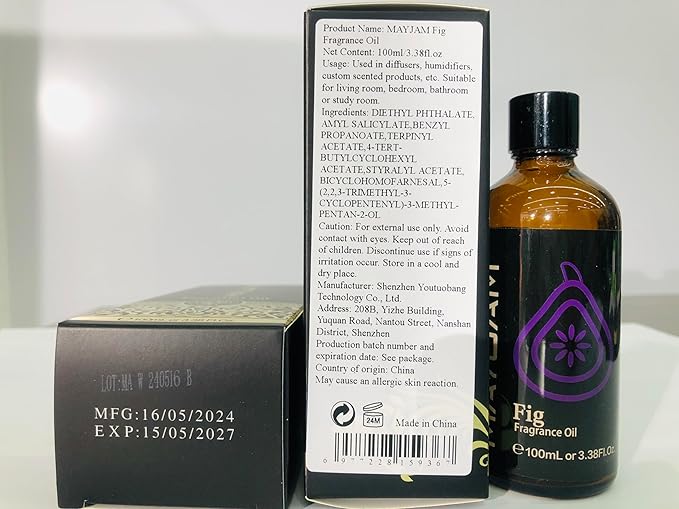 Product Name: MAYJAM Fig
Fragrance Oil
Net Content: 100ml/3.38fl.oz
Usage: Used in diffusers, humidifiers,
custom scented products, etc. Suitable
for living room, bedroom, bathroom
or study room.
Ingredients: DIETHYL PHTHALATE,
AMYL SALICYLATE,BENZYL
PROPANOATE,TERPINYL
ACETATE,4-TERT-
BUTYLCYCLOHEXYL
ACETATE,STYRALYL ACETATE,
BICYCLOHOMOFARNESAL,5-
(2,2,3-TRIMETHYL-3-
CYCLOPENTENYL)-3-METHYL-
PENTAN-2-OL
Caution: For external use only. Avoid
contact with eyes. Keep out of reach
of children. Discontinue use if signs of
irritation occur. Store in a cool and
dry place.
Manufacturer: Shenzhen Youtuobang
Technology Co., Ltd.
Address: 208B, Yizhe Building,
Yuquan Road, Nantou Street, Nanshan
District, Shenzhen
Production batch number and
expiration date: See package.
Country of origin: China
May cause an allergic skin reaction.
24M
Made in China
6 977228 159367
LOT:MA W 240516 B
MFG:16/05/2024
EXP:15/05/2027
MAYJAM
Fig
Fragrance Oil
℮100mL or 3.38Fl.Oz